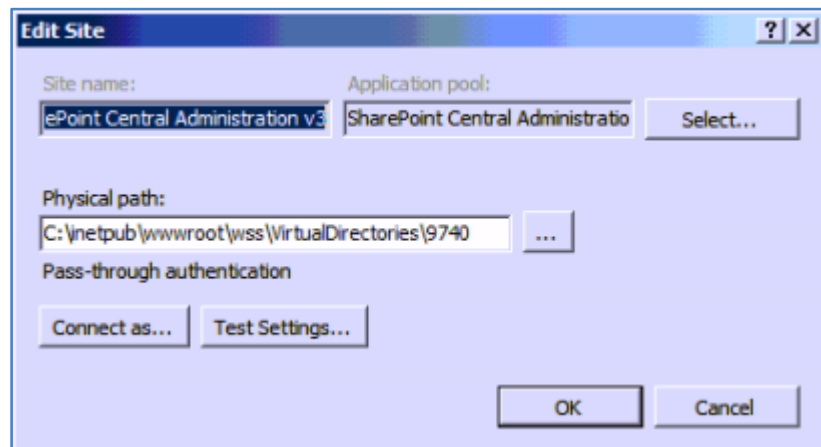 Edit Site
Site name: Application pool:
ePoint Central Administration v3 SharePoint Central Administratio Select...
Physical path:
C:\inetpub\wwwroot\wss\VirtualDirectories\9740 ...
Pass-through authentication
Connect as... Test Settings...
OK Cancel